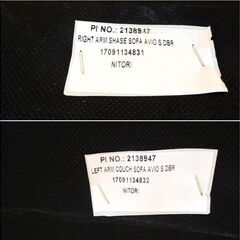 PI NO.: 2138947
RIGHT ARM SHASE SOFA AVIO S DBR
17091134831
NITORI
PI NO.: 2138947
LEFT ARM COUCH SOFA AVIO S DBR
17091134832
NITORI